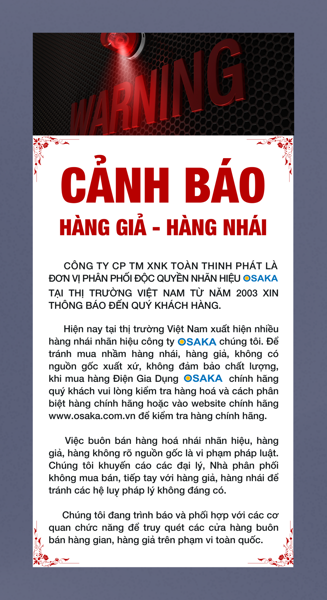 WARNING
CẢNH BÁO
HÀNG GIẢ - HÀNG NHÁI
CÔNG TY CP TM XNK TOÀN THINH PHÁT LÀ
ĐƠN VỊ PHÂN PHỐI ĐỘC QUYỀN NHÃN HIỆU OSAKA
TẠI THỊ TRƯỜNG VIỆT NAM TỪ NĂM 2003 XIN
THÔNG BÁO ĐẾN QUÝ KHÁCH HÀNG.
Hiện nay tại thị trường Việt Nam xuất hiện nhiều
hàng nhái nhãn hiệu công ty OSAKA chúng tôi. Để
tránh mua nhầm hàng nhái, hàng giả, không có
nguồn gốc xuất xứ, không đảm bảo chất lượng,
khi mua hàng Điện Gia Dụng OSAKA chính hãng
quý khách vui lòng kiểm tra hàng hoá và cách phân
biệt hàng chính hãng hoặc vào website chính hãng
www.osaka.com.vn để kiểm tra hàng chính hãng.
Việc buôn bán hàng hoá nhái nhãn hiệu, hàng
giả, hàng không rõ nguồn gốc là vi phạm pháp luật.
Chúng tôi khuyến cáo các đại lý, Nhà phân phối
không mua bán, tiếp tay với hàng giả, hàng nhái để
tránh các hệ luỵ pháp lý không đáng có.
Chúng tôi đang trình báo và phối hợp với các cơ
quan chức năng để truy quét các cửa hàng buôn
bán hàng gian, hàng giả trên phạm vi toàn quốc.